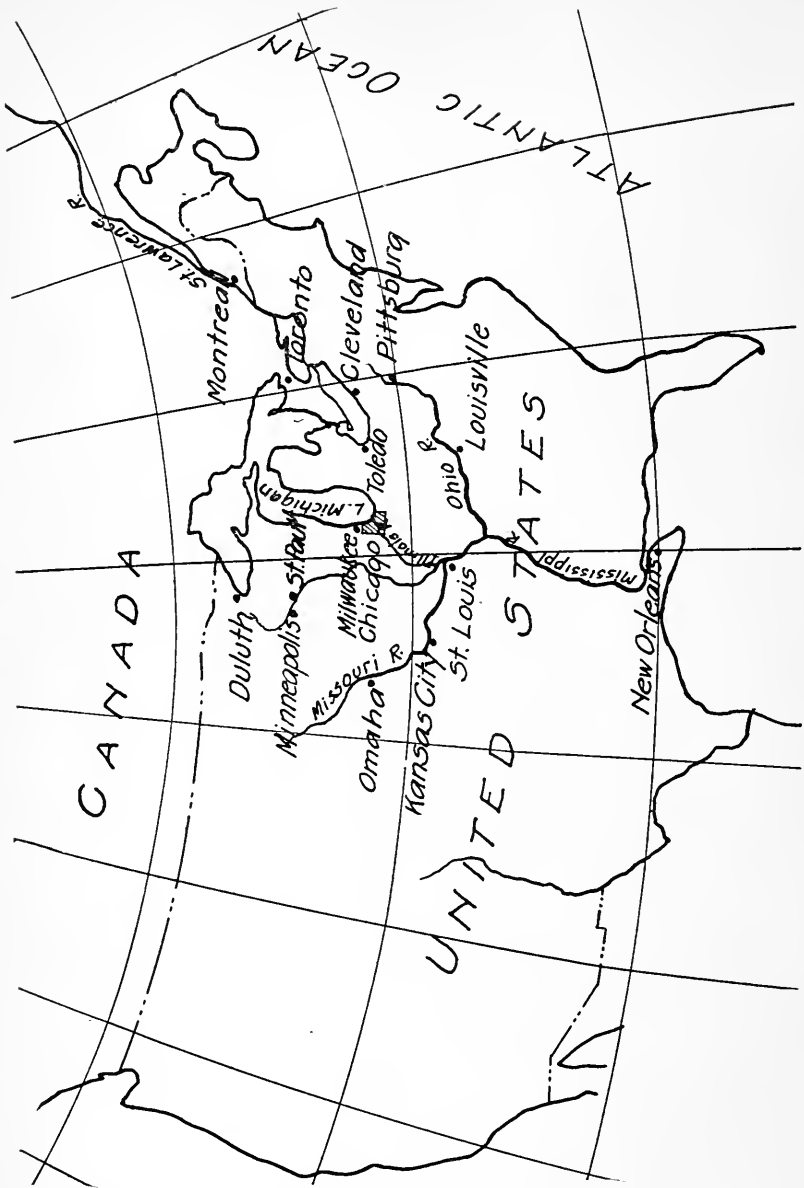 CANADA
ATLANTIC OCEAN
St. Lawrence R.
Montreal
Toronto
Cleveland
Pittsburg
Toledo
L. Michigan
Duluth
St. Paul
Minneapolis
Milwaukee
Chicago
Missouri R.
Omaha
Kansas City
St. Louis
Ohio R.
Louisville
UNITED STATES
Mississippi R.
New Orleans